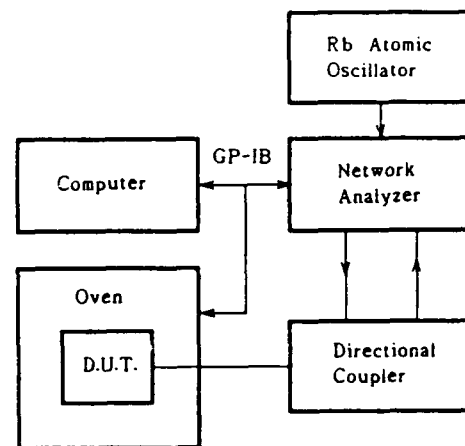 Rb Atomic
Oscillator
GP-IB
Computer
Network
Analyzer
Oven
D.U.T.
Directional
Coupler